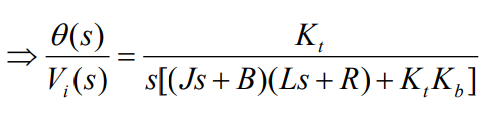 ⇒ θ(s)/V_i(s) = K_t / s[(Js + B)(Ls + R) + K_t K_b]